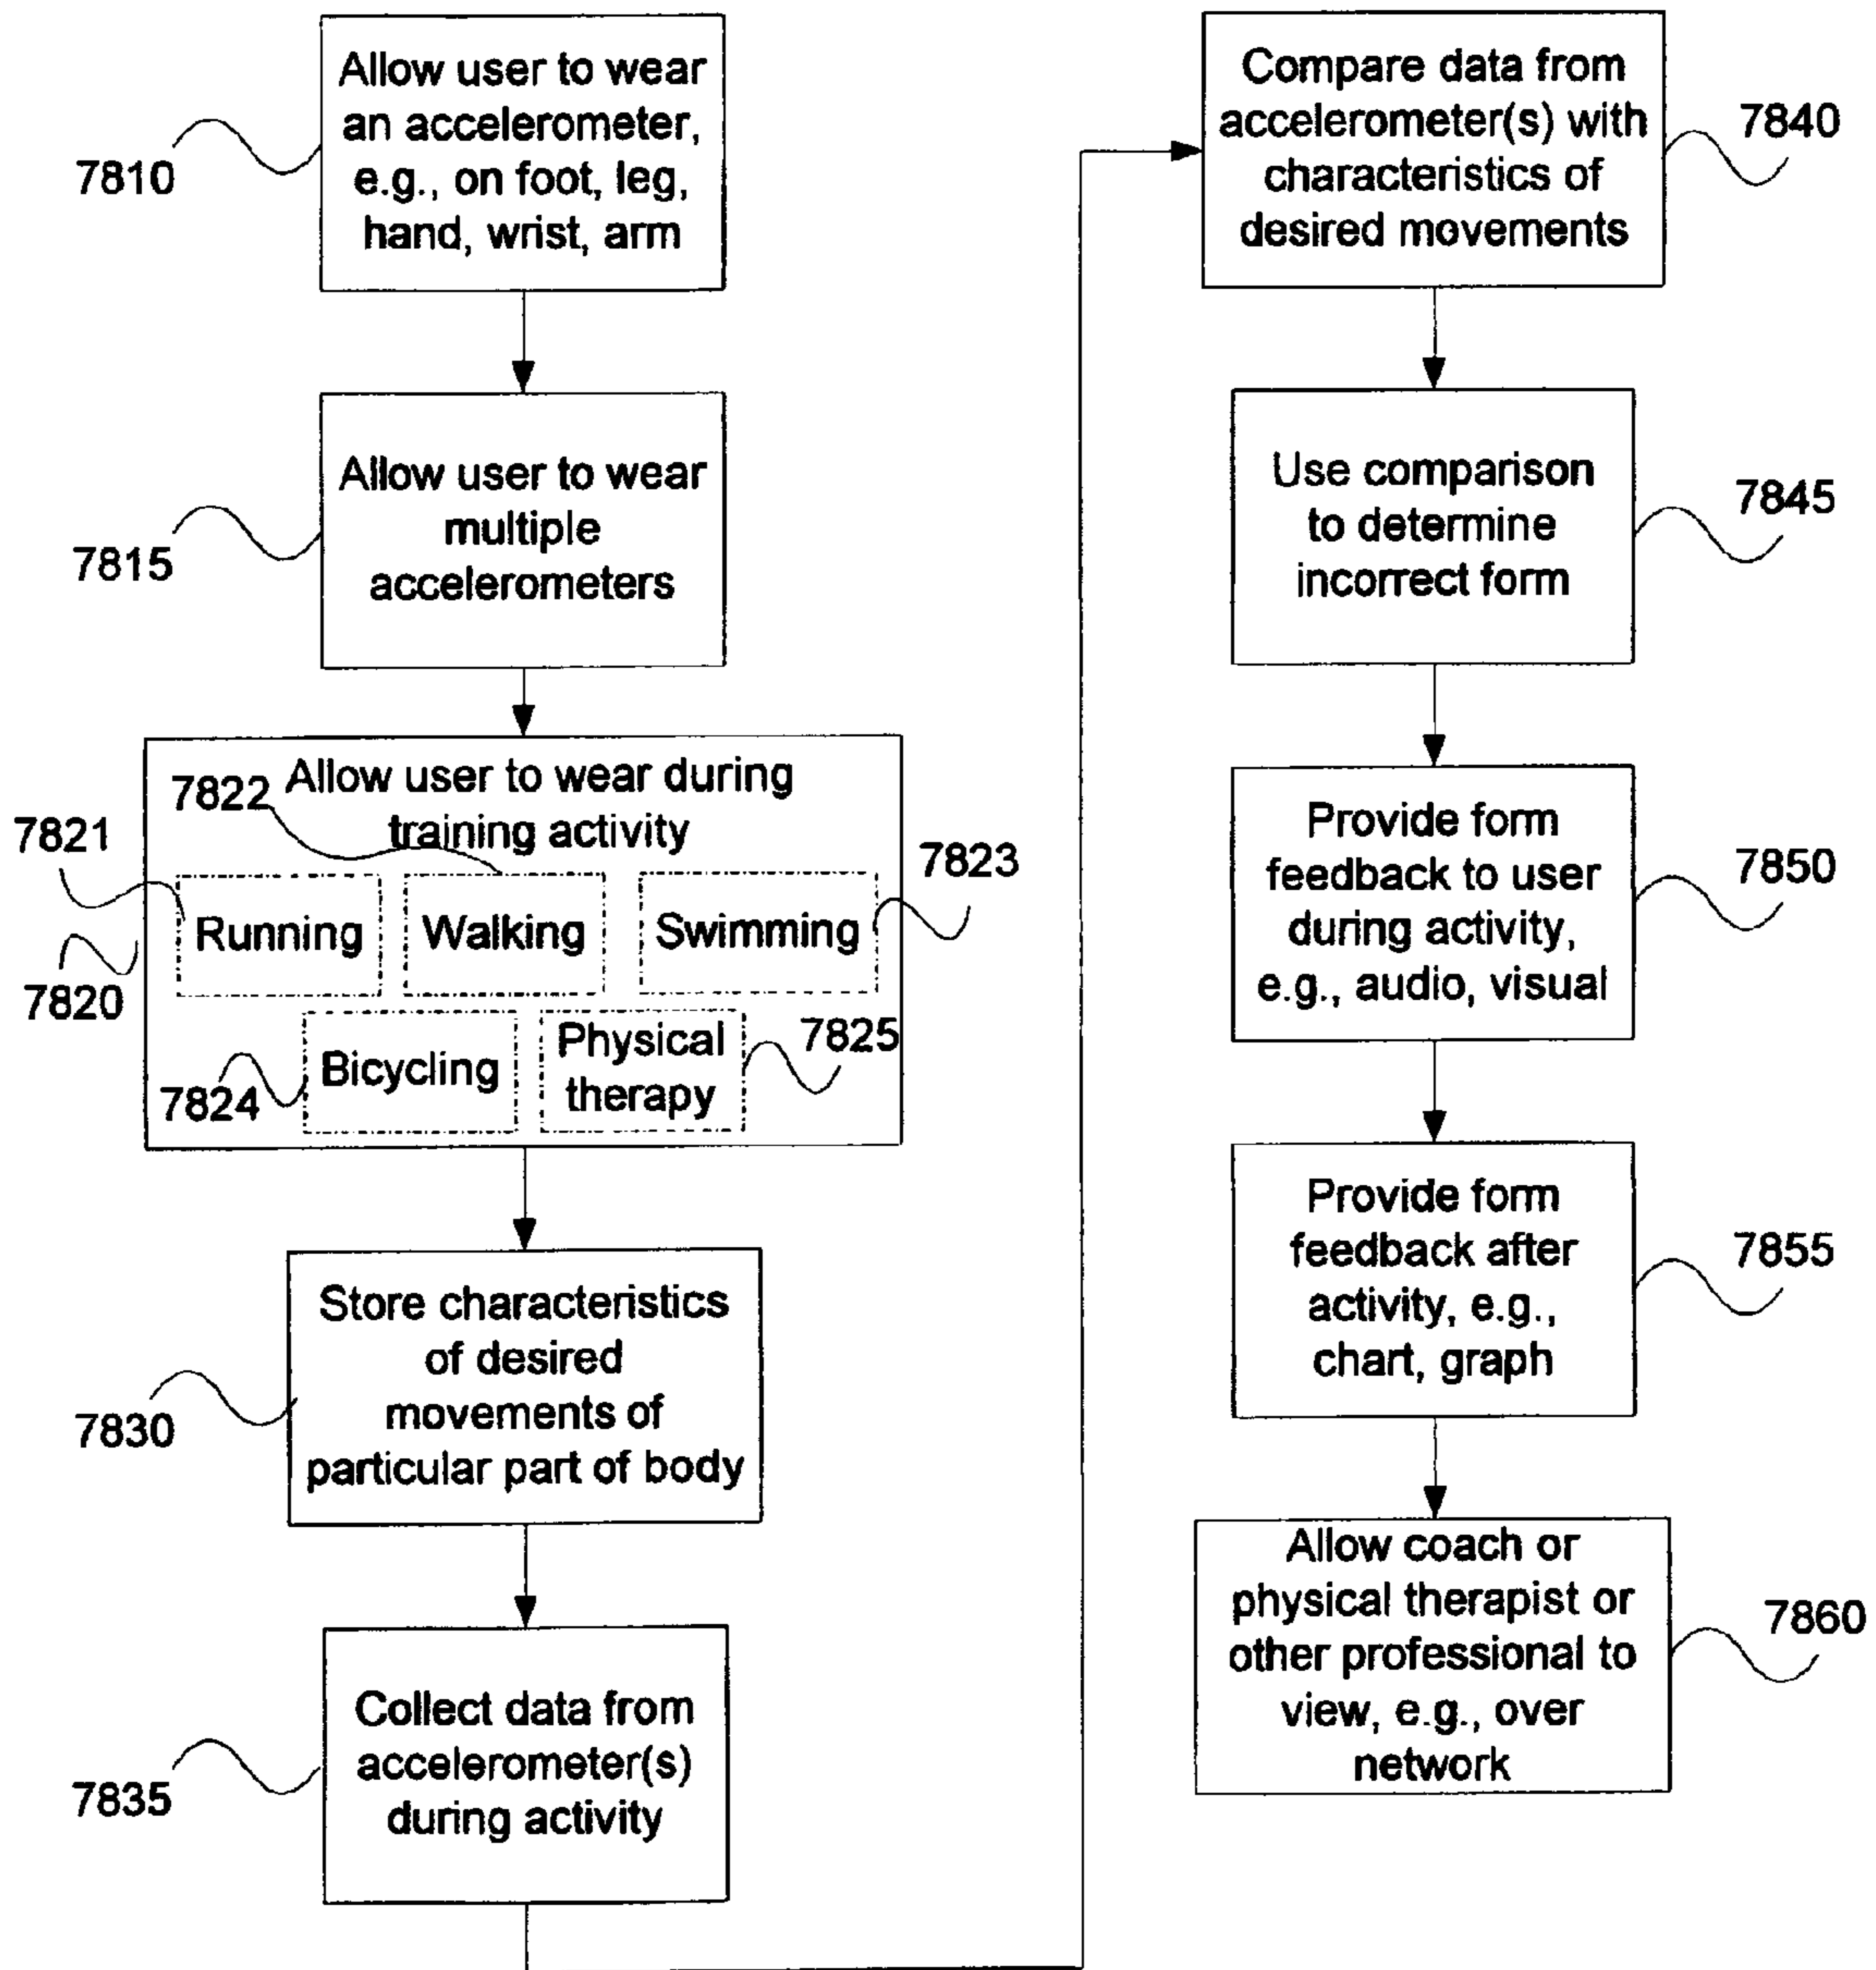 Allow user to wear
an accelerometer,
e.g., on foot, leg,
hand, wrist, arm
7810
Allow user to wear
multiple
accelerometers
7815
Allow user to wear during
training activity
7822
7821
7823
Running
Walking
Swimming
7820
Bicycling
Physical
therapy
7825
7824
Store characteristics
of desired
movements of
particular part of body
7830
Collect data from
accelerometer(s)
during activity
7835
Compare data from
accelerometer(s) with
characteristics of
desired movements
7840
Use comparison
to determine
incorrect form
7845
Provide form
feedback to user
during activity,
e.g., audio, visual
7850
Provide form
feedback after
activity, e.g.,
chart, graph
7855
Allow coach or
physical therapist or
other professional to
view, e.g., over
network
7860